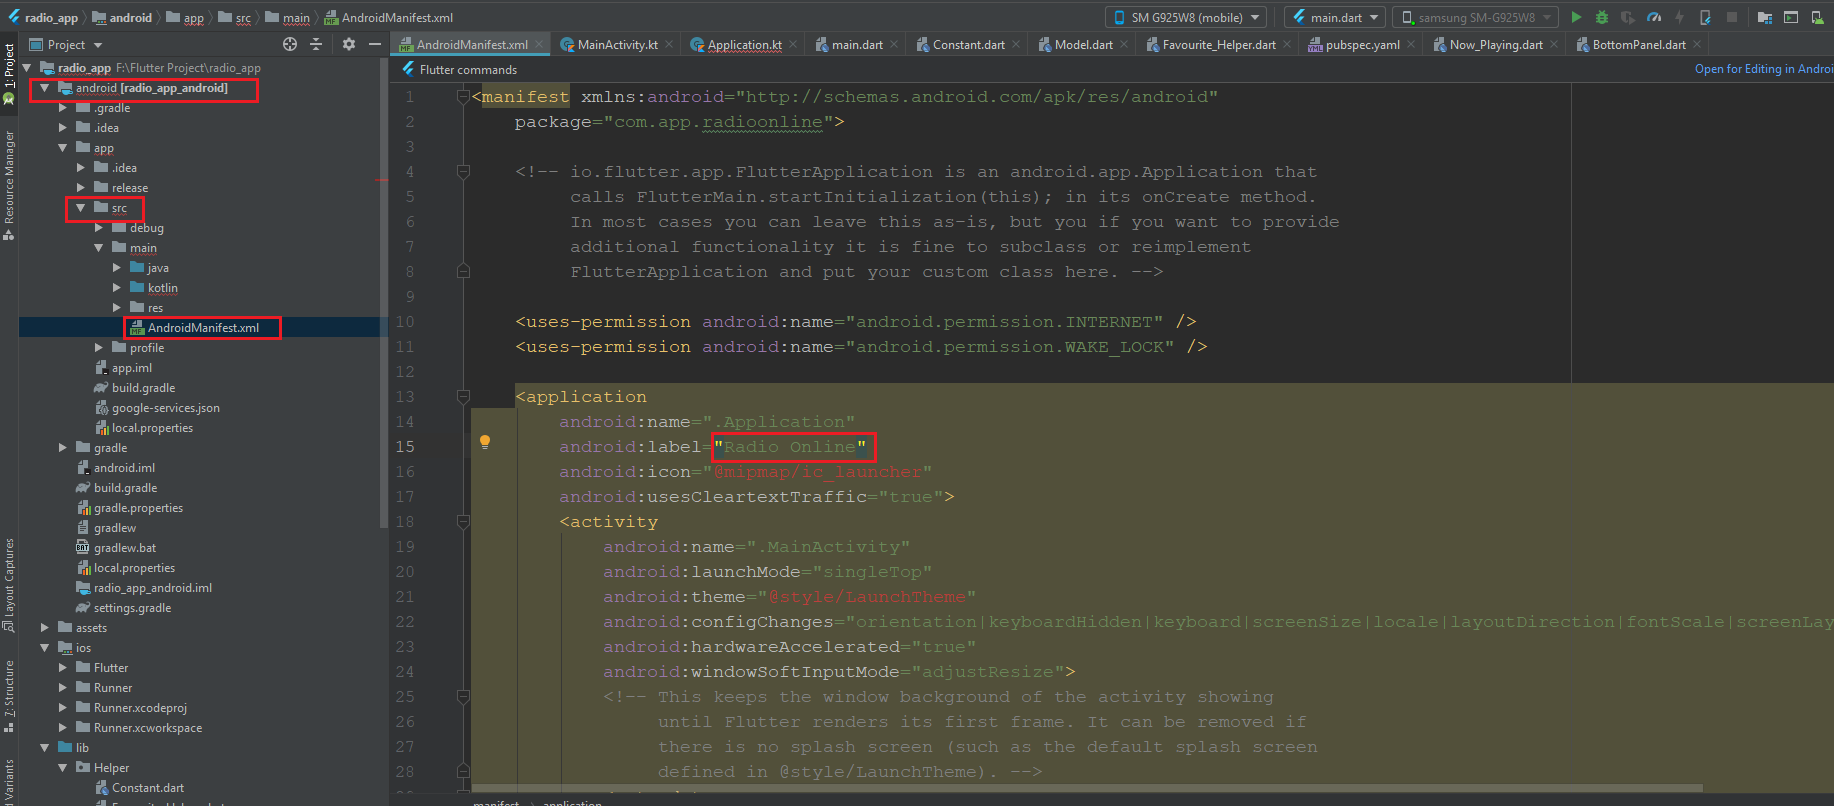 radio_app android app src main AndroidManifest.xml
SM G925W8 (mobile) main.dart samsung SM-G925W8
Project
AndroidManifest.xml MainActivity.kt Application.kt main.dart Constant.dart Model.dart Favourite_Helper.dart pubspec.yaml Now_Playing.dart BottomPanel.dart
1: Project
Resource Manager
Layout Captures
7: Structure
radio_app F:\Flutter Project\radio_app
android [radio_app_android]
.gradle
.idea
app
.idea
release
src
debug
main
java
kotlin
res
AndroidManifest.xml
profile
app.iml
build.gradle
google-services.json
local.properties
gradle
android.iml
build.gradle
gradle.properties
gradlew
gradlew.bat
local.properties
radio_app_android.iml
settings.gradle
assets
ios
Flutter
Runner
Runner.xcodeproj
Runner.xcworkspace
lib
Helper
Constant.dart
Flutter commands
Open for Editing in Androi
1 <manifest xmlns:android="http://schemas.android.com/apk/res/android"
2 package="com.app.radioonline">
3
4 <!-- io.flutter.app.FlutterApplication is an android.app.Application that
5 calls FlutterMain.startInitialization(this); in its onCreate method.
6 In most cases you can leave this as-is, but you if you want to provide
7 additional functionality it is fine to subclass or reimplement
8 FlutterApplication and put your custom class here. -->
9
10 <uses-permission android:name="android.permission.INTERNET" />
11 <uses-permission android:name="android.permission.WAKE_LOCK" />
12
13 <application
14 android:name=".Application"
15 android:label="Radio Online"
16 android:icon="@mipmap/ic_launcher"
17 android:usesCleartextTraffic="true">
18 <activity
19 android:name=".MainActivity"
20 android:launchMode="singleTop"
21 android:theme="@style/LaunchTheme"
22 android:configChanges="orientation|keyboardHidden|keyboard|screenSize|locale|layoutDirection|fontScale|screenLay
23 android:hardwareAccelerated="true"
24 android:windowSoftInputMode="adjustResize">
25 <!-- This keeps the window background of the activity showing
26 until Flutter renders its first frame. It can be removed if
27 there is no splash screen (such as the default splash screen
28 defined in @style/LaunchTheme). -->
manifest application